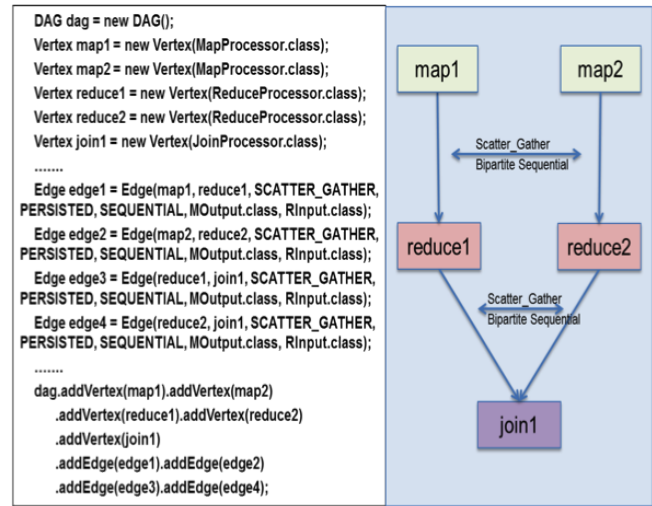 DAG dag = new DAG();
Vertex map1 = new Vertex(MapProcessor.class);
Vertex map2 = new Vertex(MapProcessor.class);
Vertex reduce1 = new Vertex(ReduceProcessor.class);
Vertex reduce2 = new Vertex(ReduceProcessor.class);
Vertex join1 = new Vertex(JoinProcessor.class);
.......
Edge edge1 = Edge(map1, reduce1, SCATTER_GATHER,
PERSISTED, SEQUENTIAL, MOutput.class, RInput.class);
Edge edge2 = Edge(map2, reduce2, SCATTER_GATHER,
PERSISTED, SEQUENTIAL, MOutput.class, RInput.class);
Edge edge3 = Edge(reduce1, join1, SCATTER_GATHER,
PERSISTED, SEQUENTIAL, MOutput.class, RInput.class);
Edge edge4 = Edge(reduce2, join1, SCATTER_GATHER,
PERSISTED, SEQUENTIAL, MOutput.class, RInput.class);
.......
dag.addVertex(map1).addVertex(map2)
.addVertex(reduce1).addVertex(reduce2)
.addVertex(join1)
.addEdge(edge1).addEdge(edge2)
.addEdge(edge3).addEdge(edge4);
map1
map2
Scatter_Gather
Bipartite Sequential
reduce1
reduce2
Scatter_Gather
Bipartite Sequential
join1